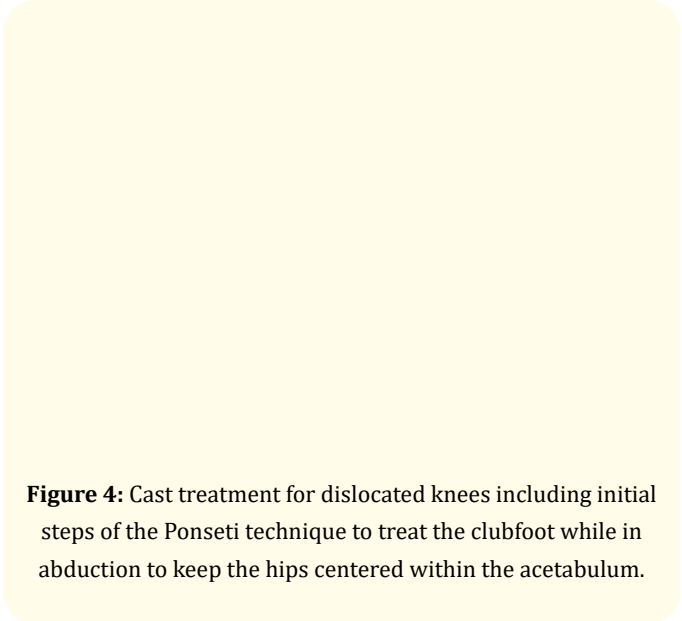 Figure 4: Cast treatment for dislocated knees including initial
steps of the Ponseti technique to treat the clubfoot while in
abduction to keep the hips centered within the acetabulum.